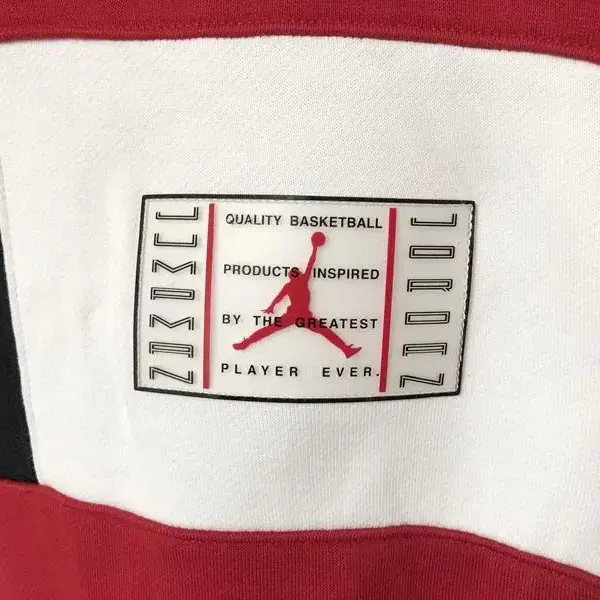 JUMPMAN
QUALITY BASKETBALL
PRODUCTS INSPIRED
BY THE GREATEST
PLAYER EVER.
JORDAN